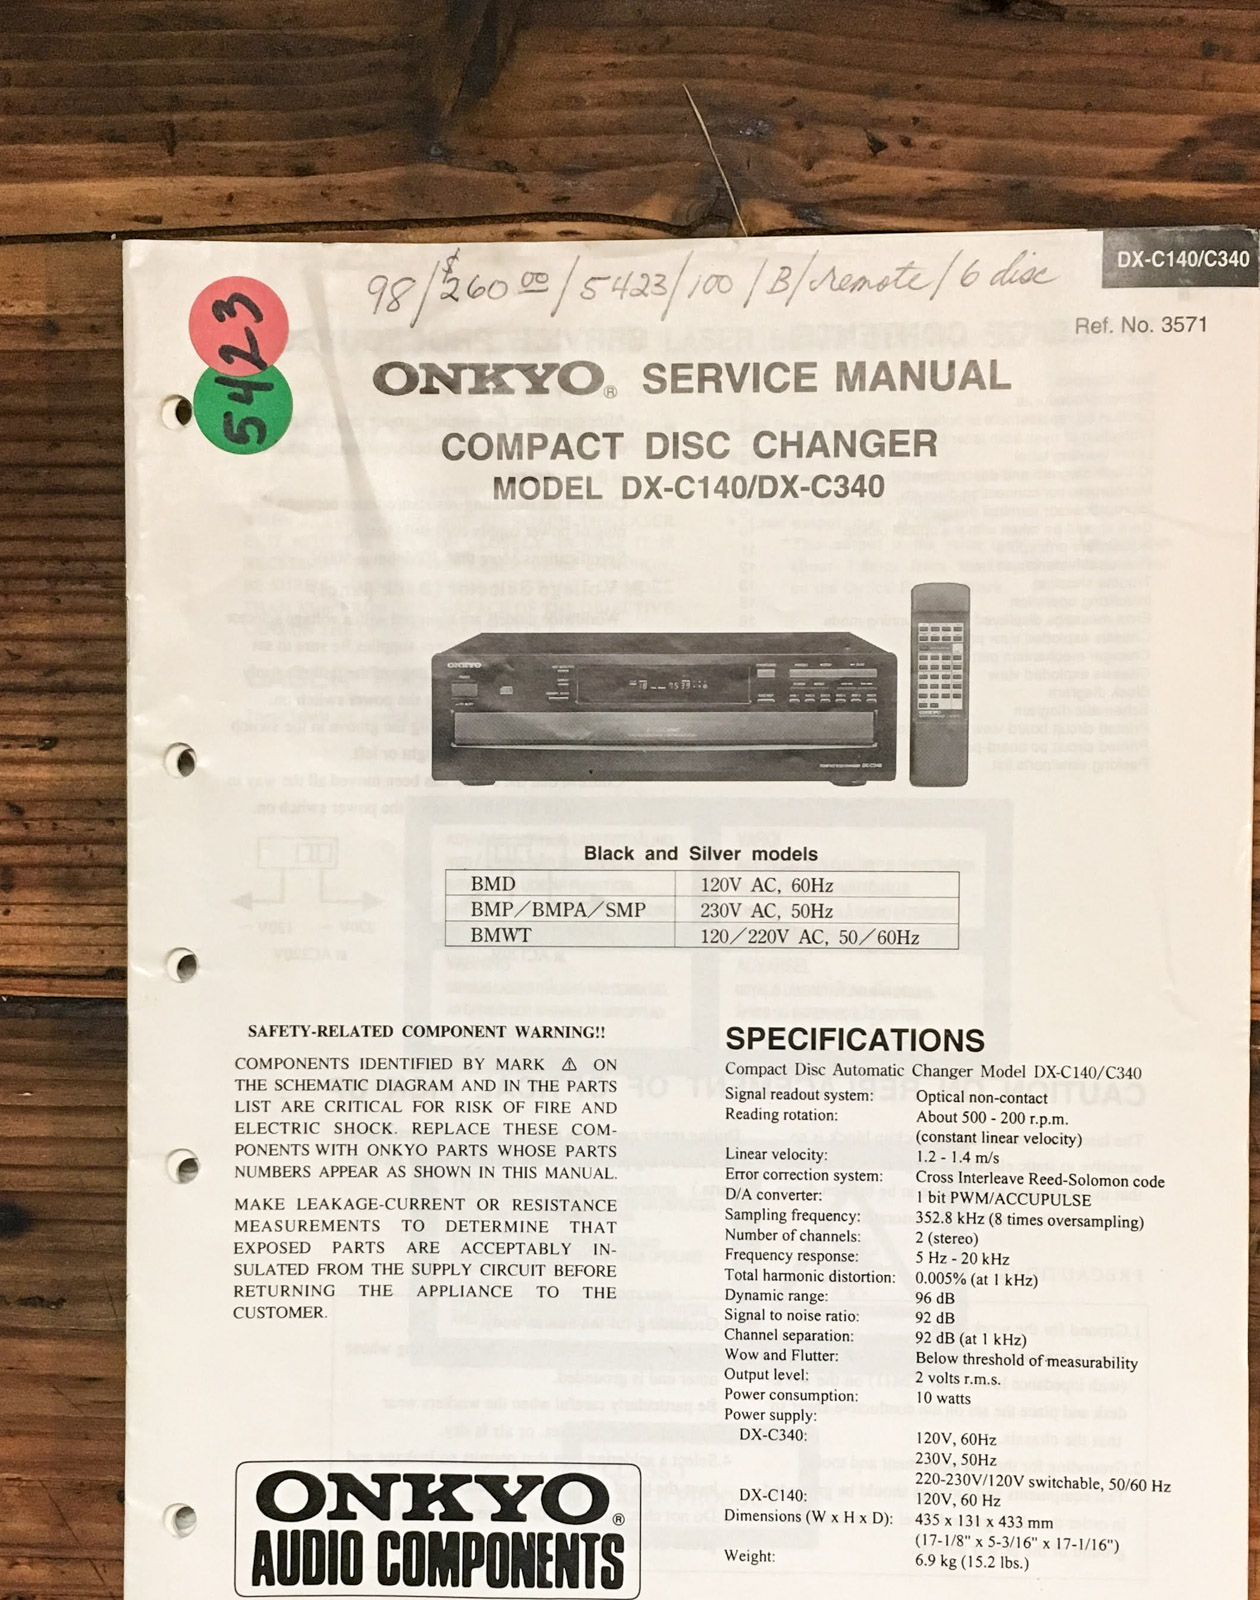 DX-C140/C340
98/$260 00/5423/100/B/remote/6 disc
5423
Ref. No. 3571
ONKYO® SERVICE MANUAL
COMPACT DISC CHANGER
MODEL DX-C140/DX-C340
ONKYO
Black and Silver models
BMD 120V AC, 60Hz
BMP/BMPA/SMP 230V AC, 50Hz
BMWT 120/220V AC, 50/60Hz
SAFETY-RELATED COMPONENT WARNING!!
COMPONENTS IDENTIFIED BY MARK ⚠ ON
THE SCHEMATIC DIAGRAM AND IN THE PARTS
LIST ARE CRITICAL FOR RISK OF FIRE AND
ELECTRIC SHOCK. REPLACE THESE COM-
PONENTS WITH ONKYO PARTS WHOSE PARTS
NUMBERS APPEAR AS SHOWN IN THIS MANUAL.
MAKE LEAKAGE-CURRENT OR RESISTANCE
MEASUREMENTS TO DETERMINE THAT
EXPOSED PARTS ARE ACCEPTABLY IN-
SULATED FROM THE SUPPLY CIRCUIT BEFORE
RETURNING THE APPLIANCE TO THE
CUSTOMER.
SPECIFICATIONS
Compact Disc Automatic Changer Model DX-C140/C340
Signal readout system: Optical non-contact
Reading rotation: About 500 - 200 r.p.m.
(constant linear velocity)
Linear velocity: 1.2 - 1.4 m/s
Error correction system: Cross Interleave Reed-Solomon code
D/A converter: 1 bit PWM/ACCUPULSE
Sampling frequency: 352.8 kHz (8 times oversampling)
Number of channels: 2 (stereo)
Frequency response: 5 Hz - 20 kHz
Total harmonic distortion: 0.005% (at 1 kHz)
Dynamic range: 96 dB
Signal to noise ratio: 92 dB
Channel separation: 92 dB (at 1 kHz)
Wow and Flutter: Below threshold of measurability
Output level: 2 volts r.m.s.
Power consumption: 10 watts
Power supply:
DX-C340: 120V, 60Hz
230V, 50Hz
220-230V/120V switchable, 50/60 Hz
DX-C140: 120V, 60 Hz
Dimensions (W x H x D): 435 x 131 x 433 mm
(17-1/8" x 5-3/16" x 17-1/16")
Weight: 6.9 kg (15.2 lbs.)
ONKYO®
AUDIO COMPONENTS